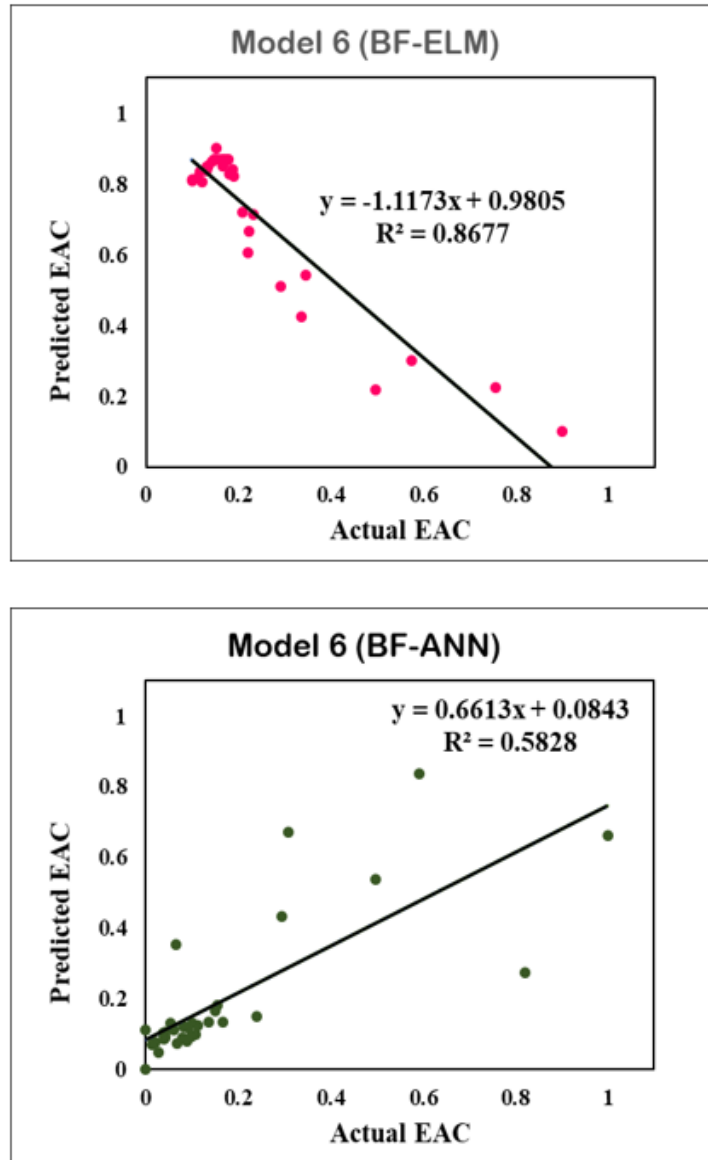 Model 6 (BF-ELM)
1
0.8
0.6
0.4
0.2
0
y = -1.1173x + 0.9805
R² = 0.8677
Predicted EAC
0 0.2 0.4 0.6 0.8 1
Actual EAC
Model 6 (BF-ANN)
1
0.8
0.6
0.4
0.2
0
y = 0.6613x + 0.0843
R² = 0.5828
Predicted EAC
0 0.2 0.4 0.6 0.8 1
Actual EAC